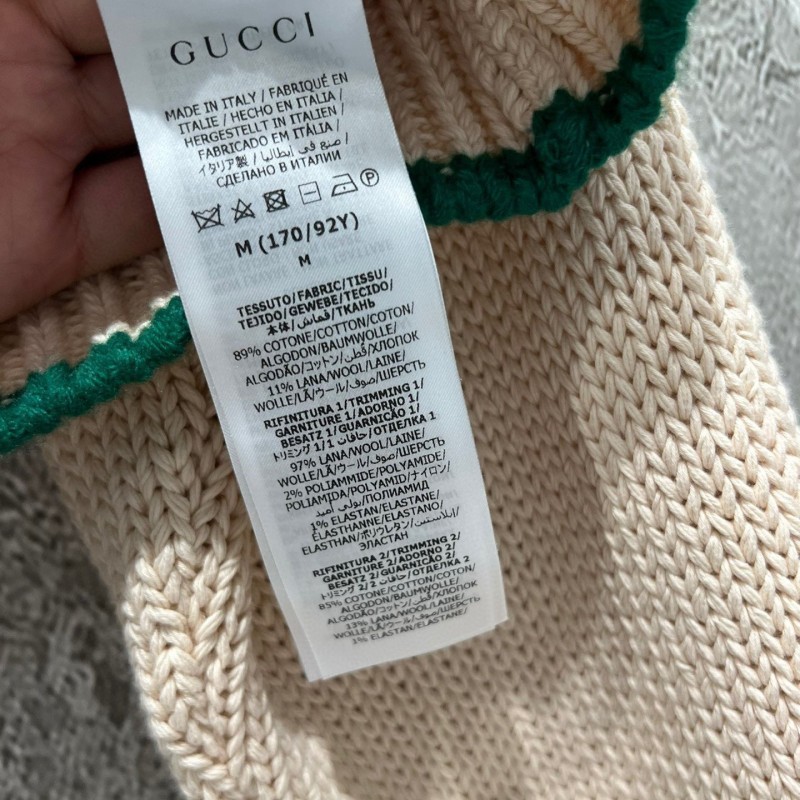 GUCCI
MADE IN ITALY / FABRIQUÉ EN
ITALIE / HECHO EN ITALIA /
HERGESTELLT IN ITALIEN /
FABRICADO EM ITÁLIA /
イタリア製 / صنع في إيطاليا /
СДЕЛАНО В ИТАЛИИ
P
M (170/92Y)
M
TESSUTO/FABRIC/TISSU/
TEJIDO/GEWEBE/TECIDO/
本体/قماش/ТКАНЬ
89% COTONE/COTTON/COTON/
ALGODON/BAUMWOLLE/
ALGODÃO/コットン/قطن/ХЛОПОК
11% LANA/WOOL/LAINE/
WOLLE/LÃ/ウール/صوف/ШЕРСТЬ
RIFINITURA 1/TRIMMING 1/
GARNITURE 1/ADORNO 1/
BESATZ 1/GUARNICÃO 1/
トリミング 1/حافات 1/ОТДЕЛКА 1
97% LANA/WOOL/LAINE/
WOLLE/LÃ/ウール/صوف/ШЕРСТЬ
2% POLIAMMIDE/POLYAMIDE/
POLIAMIDA/POLYAMID/ナイロン/
بولي أميد/ПОЛИАМИД
1% ELASTAN/ELASTANE/
ELASTHANNE/ELASTANO/
ELASTHAN/ポリウレタン/إيلاستين/
ЭЛАСТАН
RIFINITURA 2/TRIMMING 2/
GARNITURE 2/ADORNO 2/
BESATZ 2/GUARNICÃO 2/
トリミング 2/حافات 2/ОТДЕЛКА 2
85% COTONE/COTTON/COTON/
ALGODON/BAUMWOLLE/
ALGODÃO/コットン/قطن/ХЛОПОК
13% LANA/WOOL/LAINE/
WOLLE/LÃ/ウール/صوف/ШЕРСТЬ
1% ELASTAN/ELASTANE/